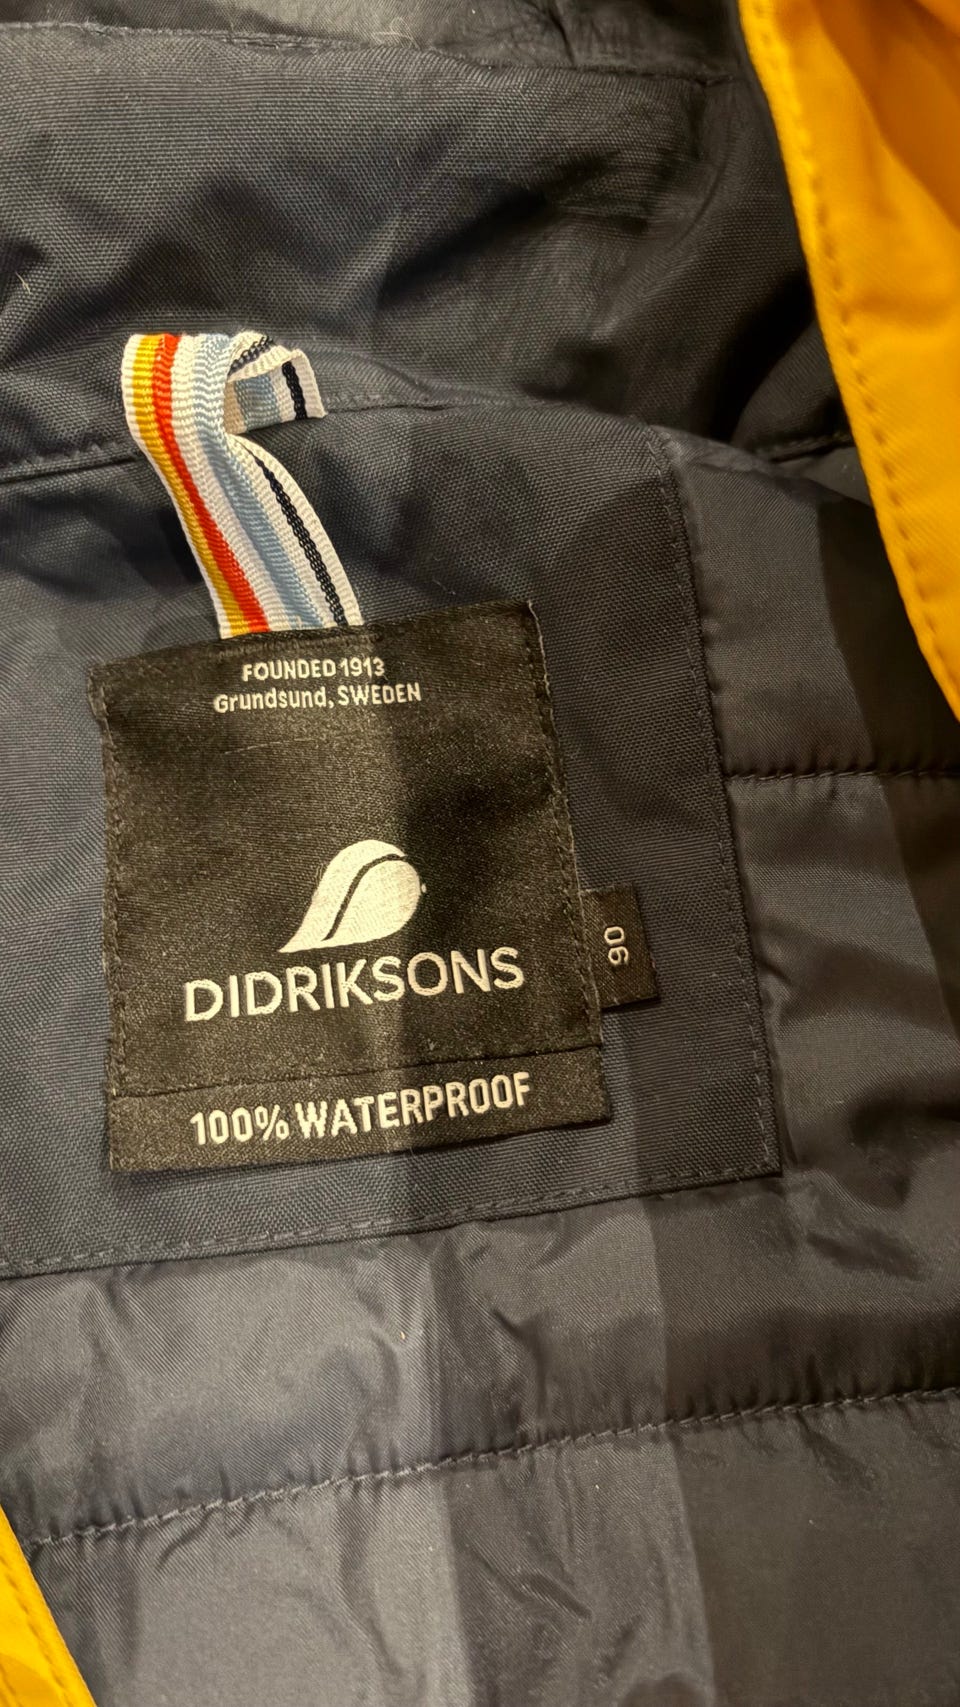 FOUNDED 1913
Grundsund, SWEDEN
DIDRIKSONS
90
100% WATERPROOF